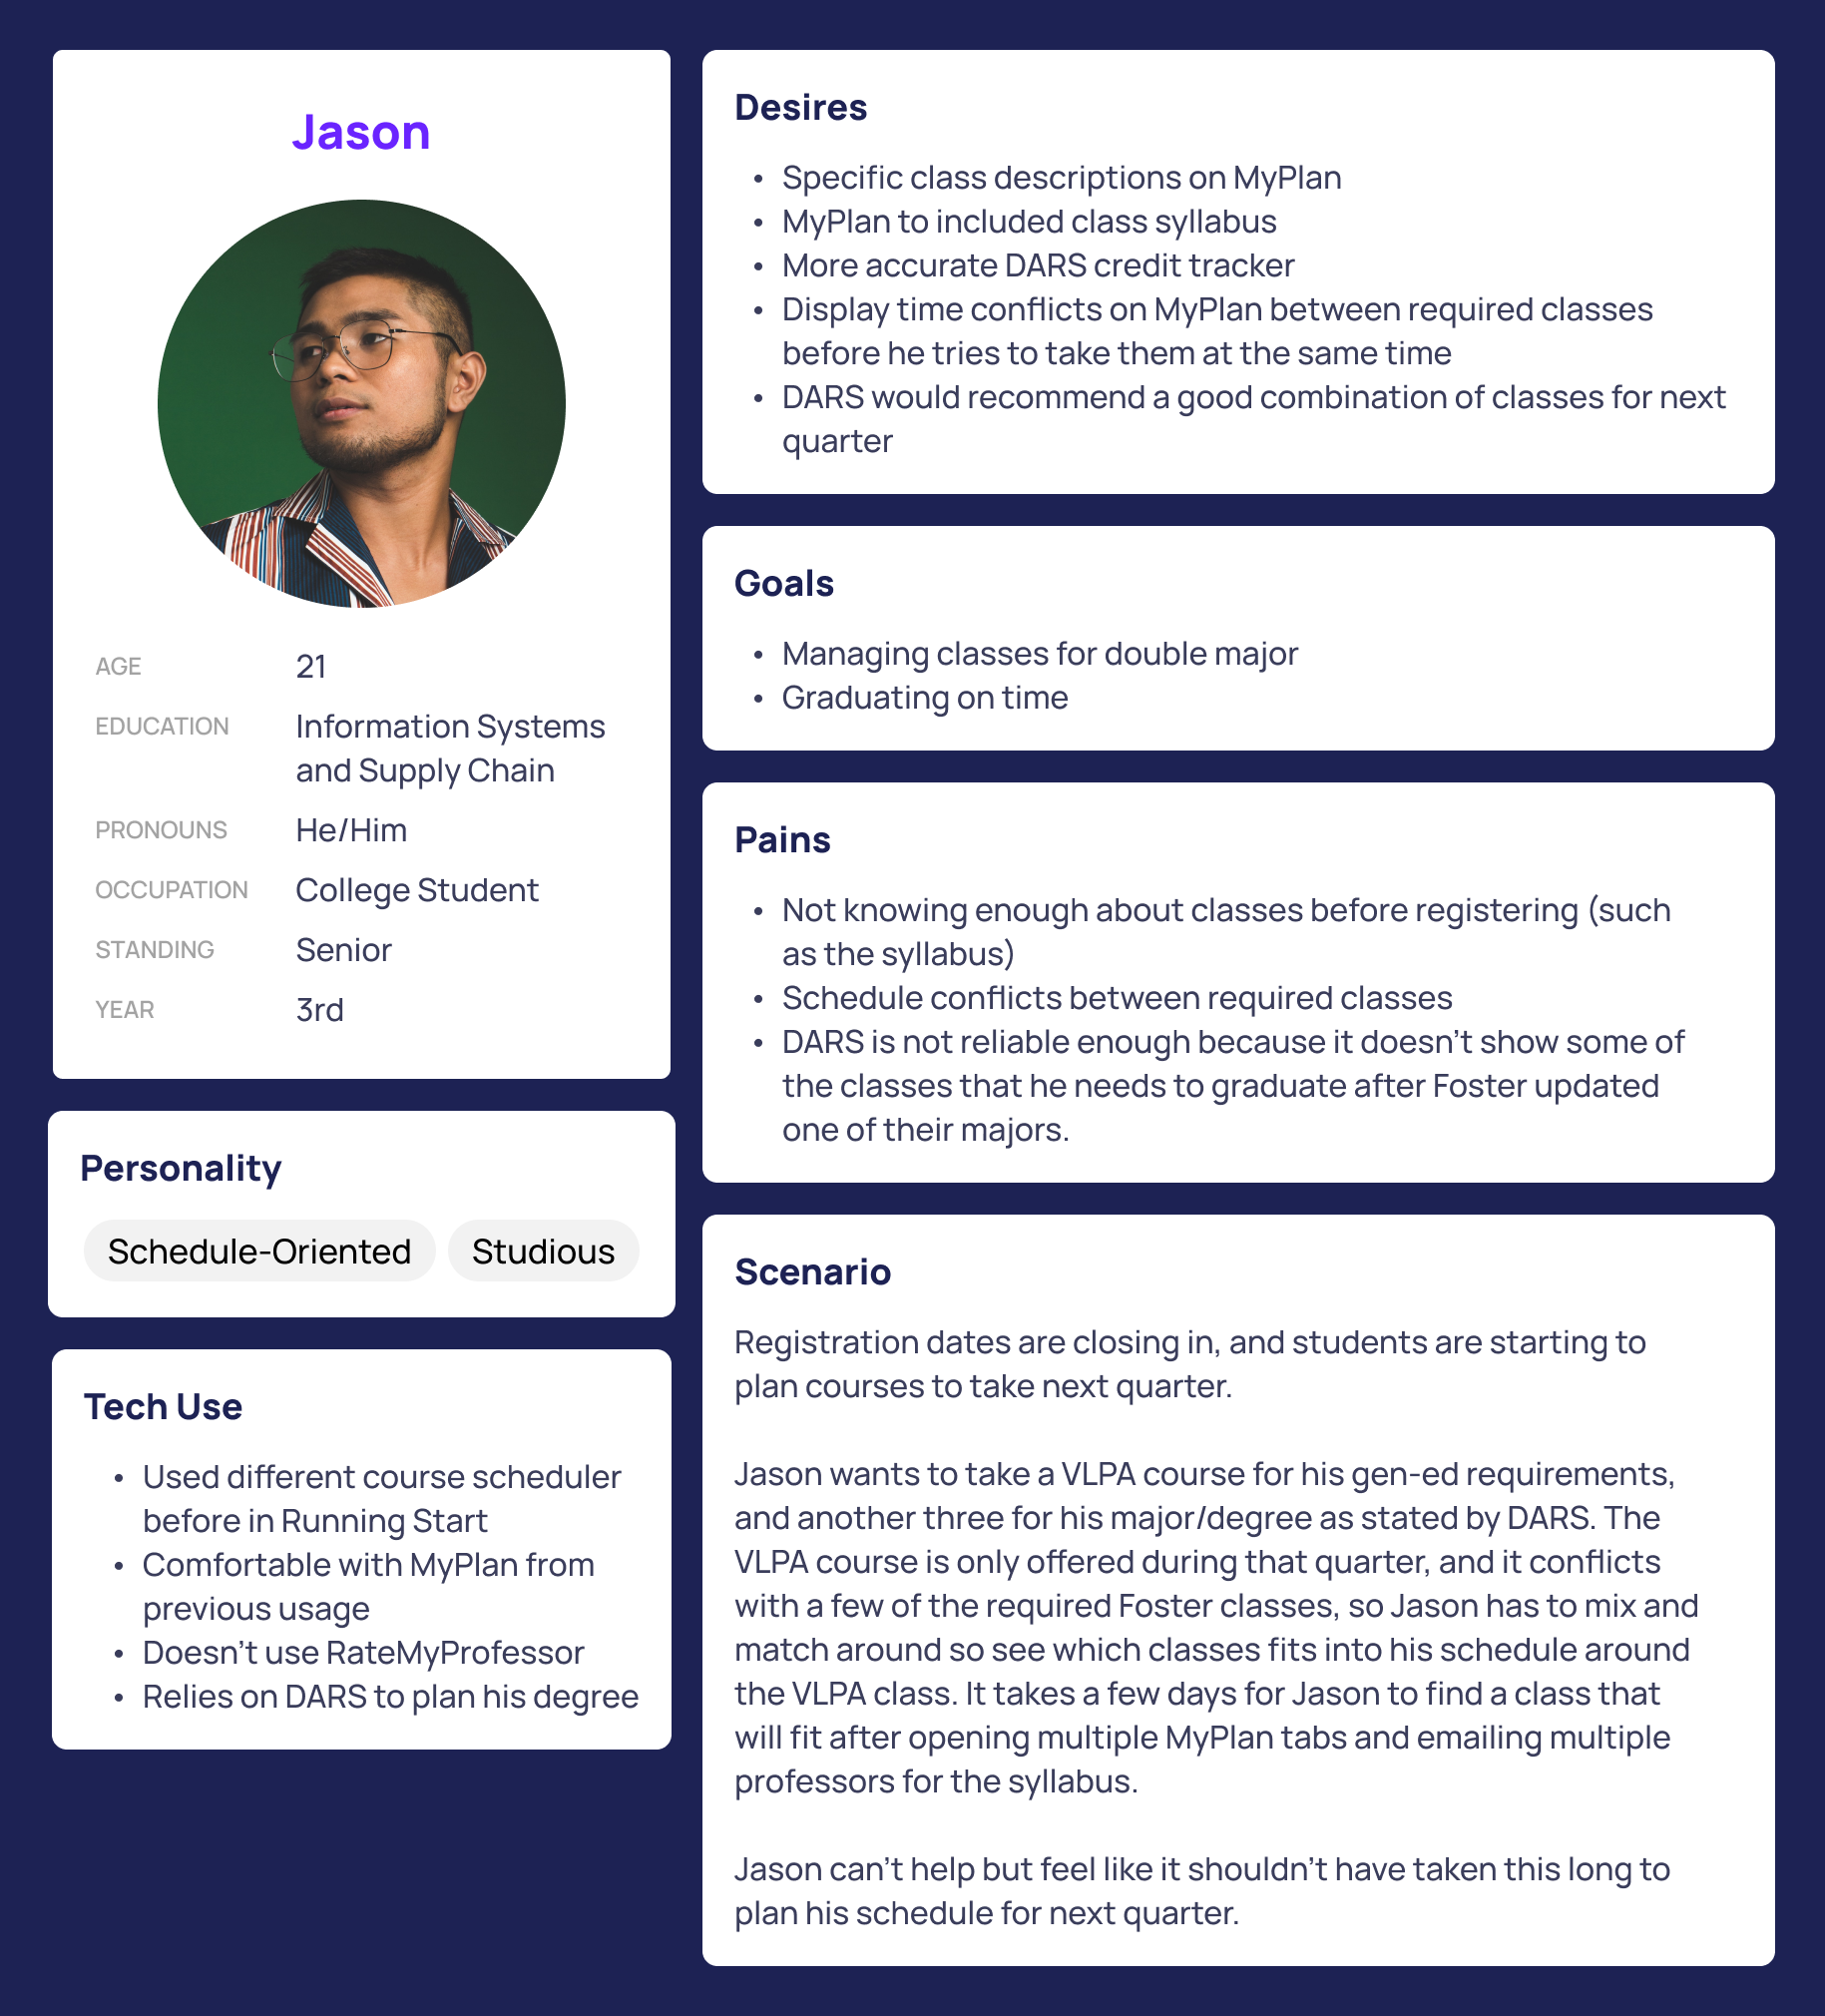 Jason
AGE 21
EDUCATION Information Systems
and Supply Chain
PRONOUNS He/Him
OCCUPATION College Student
STANDING Senior
YEAR 3rd
Personality
Schedule-Oriented Studious
Tech Use
• Used different course scheduler
before in Running Start
• Comfortable with MyPlan from
previous usage
• Doesn't use RateMyProfessor
• Relies on DARS to plan his degree
Desires
• Specific class descriptions on MyPlan
• MyPlan to included class syllabus
• More accurate DARS credit tracker
• Display time conflicts on MyPlan between required classes
before he tries to take them at the same time
• DARS would recommend a good combination of classes for next
quarter
Goals
• Managing classes for double major
• Graduating on time
Pains
• Not knowing enough about classes before registering (such
as the syllabus)
• Schedule conflicts between required classes
• DARS is not reliable enough because it doesn't show some of
the classes that he needs to graduate after Foster updated
one of their majors.
Scenario
Registration dates are closing in, and students are starting to
plan courses to take next quarter.
Jason wants to take a VLPA course for his gen-ed requirements,
and another three for his major/degree as stated by DARS. The
VLPA course is only offered during that quarter, and it conflicts
with a few of the required Foster classes, so Jason has to mix and
match around so see which classes fits into his schedule around
the VLPA class. It takes a few days for Jason to find a class that
will fit after opening multiple MyPlan tabs and emailing multiple
professors for the syllabus.
Jason can't help but feel like it shouldn't have taken this long to
plan his schedule for next quarter.